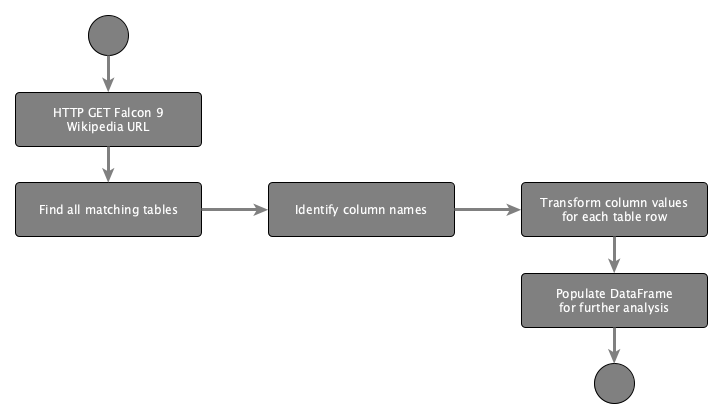 HTTP GET Falcon 9
Wikipedia URL
Find all matching tables
Identify column names
Transform column values
for each table row
Populate DataFrame
for further analysis